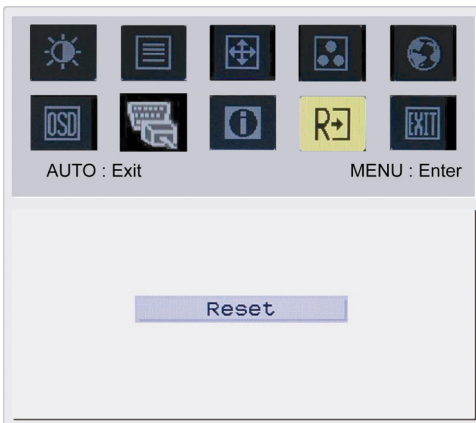 OSD
R
EXIT
AUTO : Exit
MENU : Enter
Reset